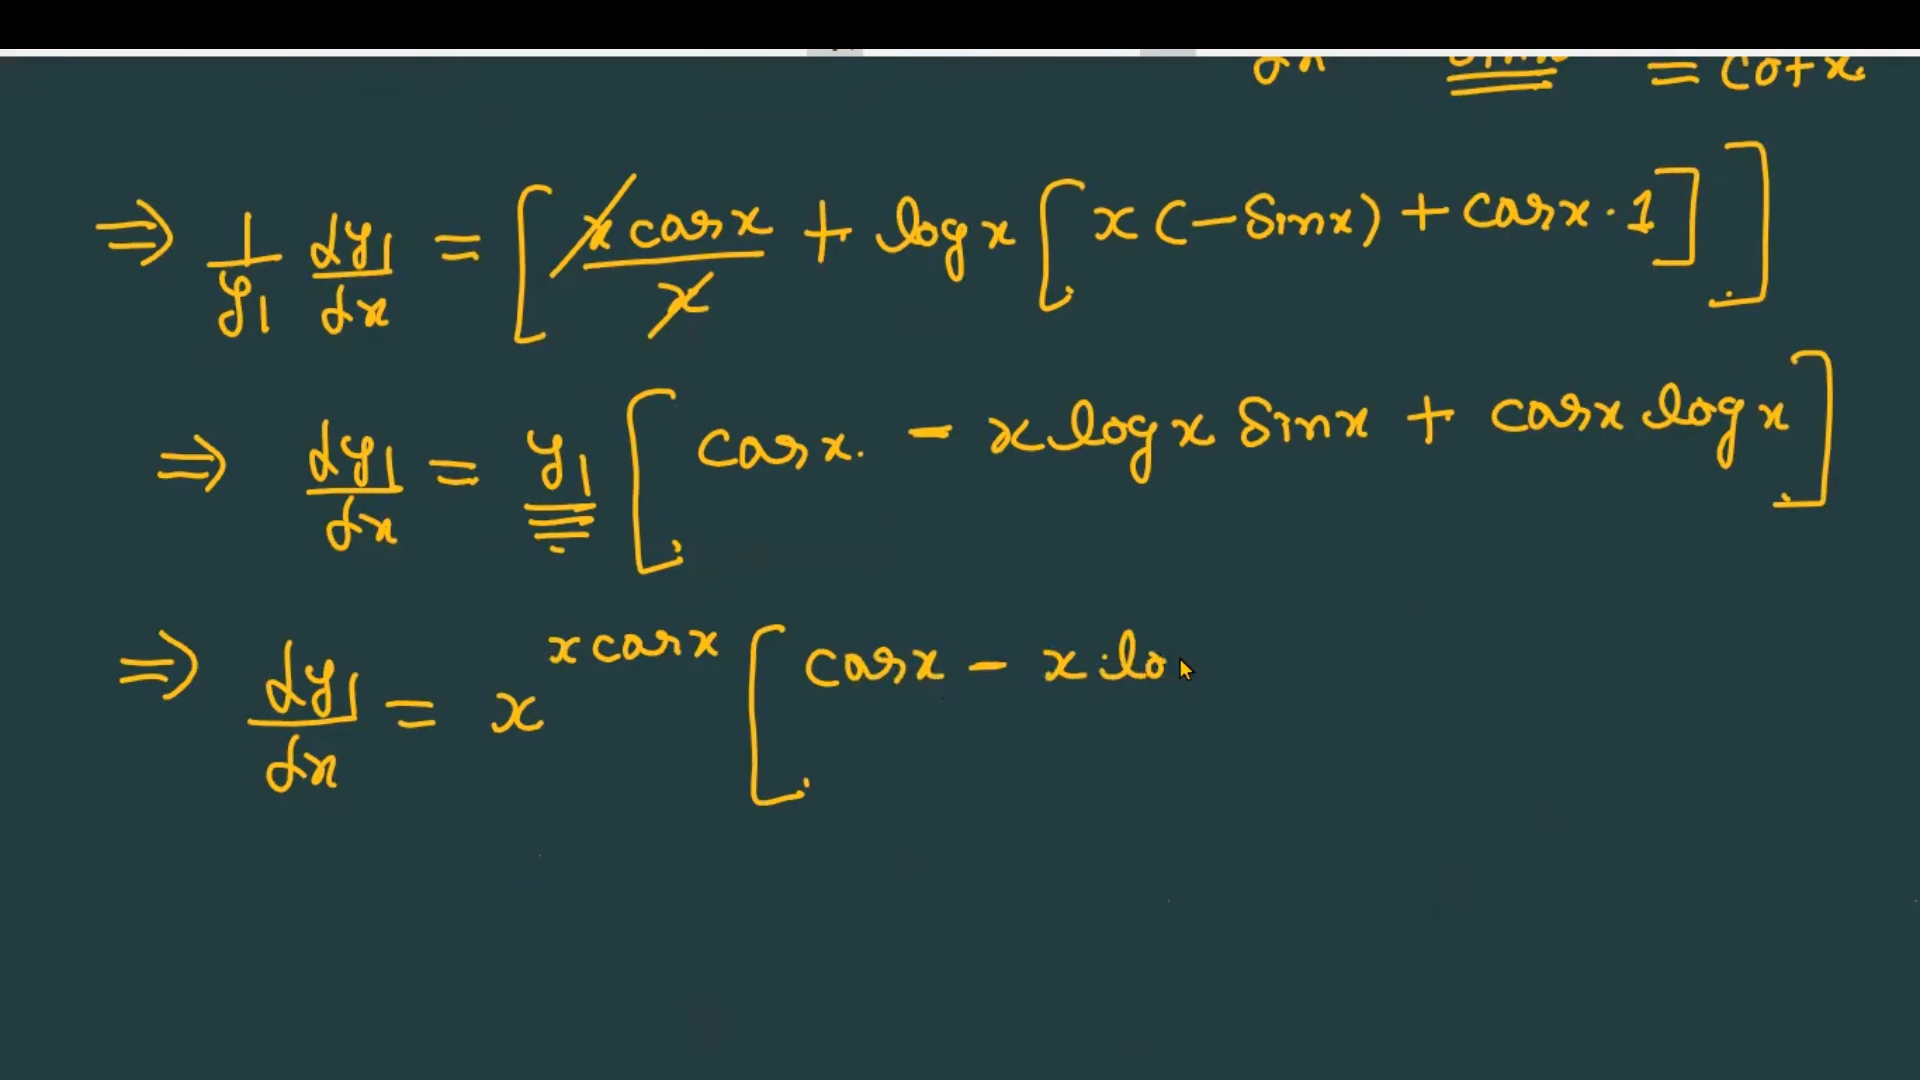 = cot x
⇒ 1/y₁ dy₁/dx = [ x cos x / x + log x [ x (−Sin x) + cos x · 1 ] ]
⇒ dy₁/dx = y₁ [ cos x. − x log x Sin x + cos x log x ]
⇒ dy₁/dx = x^(x cos x) [ cos x − x · lo